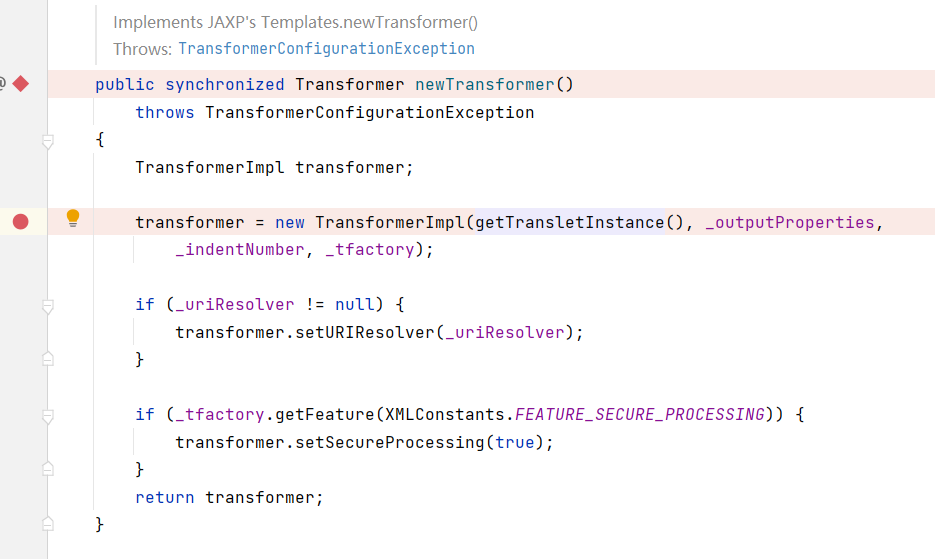 Implements JAXP's Templates.newTransformer()
Throws: TransformerConfigurationException
public synchronized Transformer newTransformer()
throws TransformerConfigurationException
{
TransformerImpl transformer;
transformer = new TransformerImpl(getTransletInstance(), _outputProperties,
_indentNumber, _tfactory);
if (_uriResolver != null) {
transformer.setURIResolver(_uriResolver);
}
if (_tfactory.getFeature(XMLConstants.FEATURE_SECURE_PROCESSING)) {
transformer.setSecureProcessing(true);
}
return transformer;
}